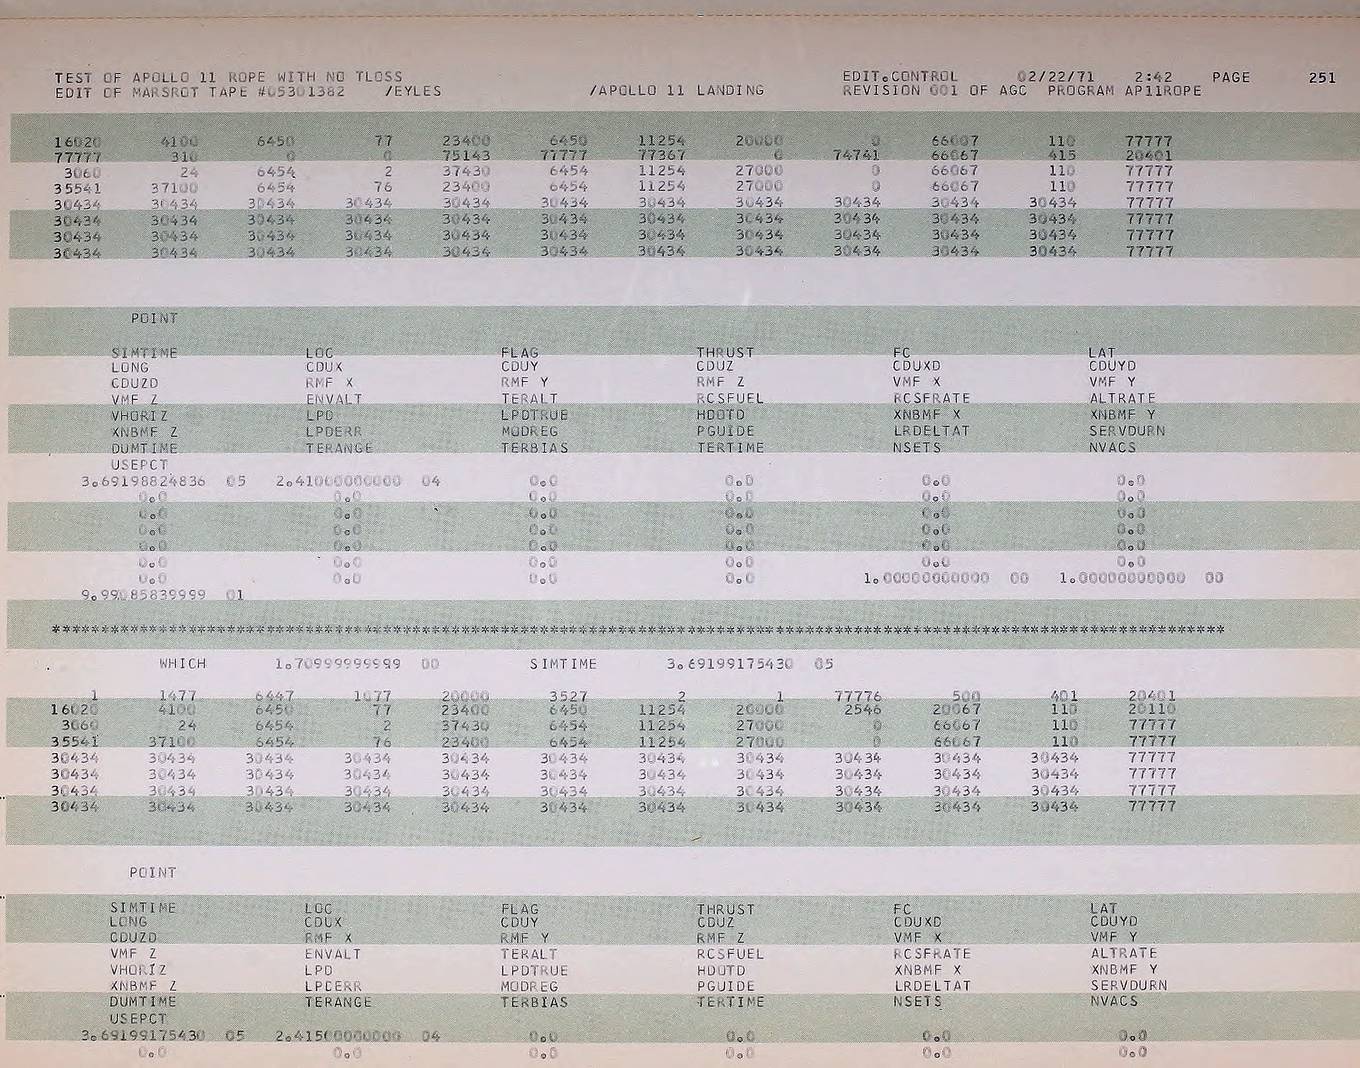 TEST OF APOLLO 11 ROPE WITH NO TLOSS EDIT.CONTROL 02/22/71 2:42 PAGE 251
EDIT OF MARSROT TAPE #05301382 /EYLES /APOLLO 11 LANDING REVISION 001 OF AGC PROGRAM AP11ROPE
16020 4100 6450 77 23400 6450 11254 20000 0 66067 110 77777
77777 310 0 0 75143 77777 77367 0 74741 66067 415 20401
3060 24 6454 2 37430 6454 11254 27000 0 66067 110 77777
35541 37100 6454 76 23400 6454 11254 27000 0 66067 110 77777
30434 30434 30434 30434 30434 30434 30434 30434 30434 30434 30434 77777
30434 30434 30434 30434 30434 30434 30434 30434 30434 30434 30434 77777
30434 30434 30434 30434 30434 30434 30434 30434 30434 30434 30434 77777
30434 30434 30434 30434 30434 30434 30434 30434 30434 30434 30434 77777
POINT
SIMTIME LOC FLAG THRUST FC LAT
LONG CDUX CDUY CDUZ CDUXD CDUYD
CDUZD RMF X RMF Y RMF Z VMF X VMF Y
VMF Z ENVALT TERALT RCSFUEL RCSFRATE ALTRATE
VHORIZ LPD LPDTRUE HDOTD XNBMF X XNBMF Y
XNBMF Z LPDERR MODREG PGUIDE LRDELTAT SERVDURN
DUMTIME TERANGE TERBIAS TERTIME NSETS NVACS
USEPCT
3.69198824836 05 2.41000000000 04 0.0 0.0 0.0 0.0
0.0 0.0 0.0 0.0 0.0 0.0
0.0 0.0 0.0 0.0 0.0 0.0
0.0 0.0 0.0 0.0 0.0 0.0
0.0 0.0 0.0 0.0 0.0 0.0
0.0 0.0 0.0 0.0 0.0 0.0
0.0 0.0 0.0 0.0 1.00000000000 00 1.00000000000 00
01
************************************************************************************************************************
WHICH 1.70999999999 00 SIMTIME 3.69199175430 05
1 1477 6447 1077 20000 3527 2 1 77776 500 401 20401
16020 4100 6450 77 23400 6450 11254 20000 2546 20067 110 20110
3060 24 6454 2 37430 6454 11254 27000 0 66067 110 77777
35541 37100 6454 76 23400 6454 11254 27000 0 66067 110 77777
30434 30434 30434 30434 30434 30434 30434 30434 30434 30434 30434 77777
30434 30434 30434 30434 30434 30434 30434 30434 30434 30434 30434 77777
30434 30434 30434 30434 30434 30434 30434 30434 30434 30434 30434 77777
30434 30434 30434 30434 30434 30434 30434 30434 30434 30434 30434 77777
POINT
SIMTIME LOC FLAG THRUST FC LAT
LONG CDUX CDUY CDUZ CDUXD CDUYD
CDUZD RMF X RMF Y RMF Z VMF X VMF Y
VMF Z ENVALT TERALT RCSFUEL RCSFRATE ALTRATE
VHORIZ LPD LPDTRUE HDOTD XNBMF X XNBMF Y
XNBMF Z LPDERR MODREG PGUIDE LRDELTAT SERVDURN
DUMTIME TERANGE TERBIAS TERTIME NSETS NVACS
USEPCT
3.69199175430 05 2.41500000000 04 0.0 0.0 0.0 0.0
0.0 0.0 0.0 0.0 0.0 0.0